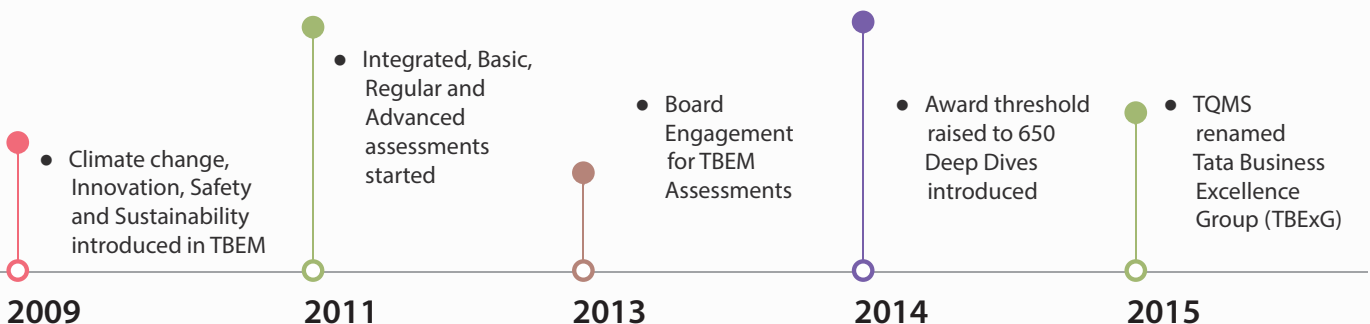 ● Climate change,
Innovation, Safety
and Sustainability
introduced in TBEM
2009
● Integrated, Basic,
Regular and
Advanced
assessments
started
2011
● Board
Engagement
for TBEM
Assessments
2013
● Award threshold
raised to 650
Deep Dives
introduced
2014
● TQMS
renamed
Tata Business
Excellence
Group (TBExG)
2015